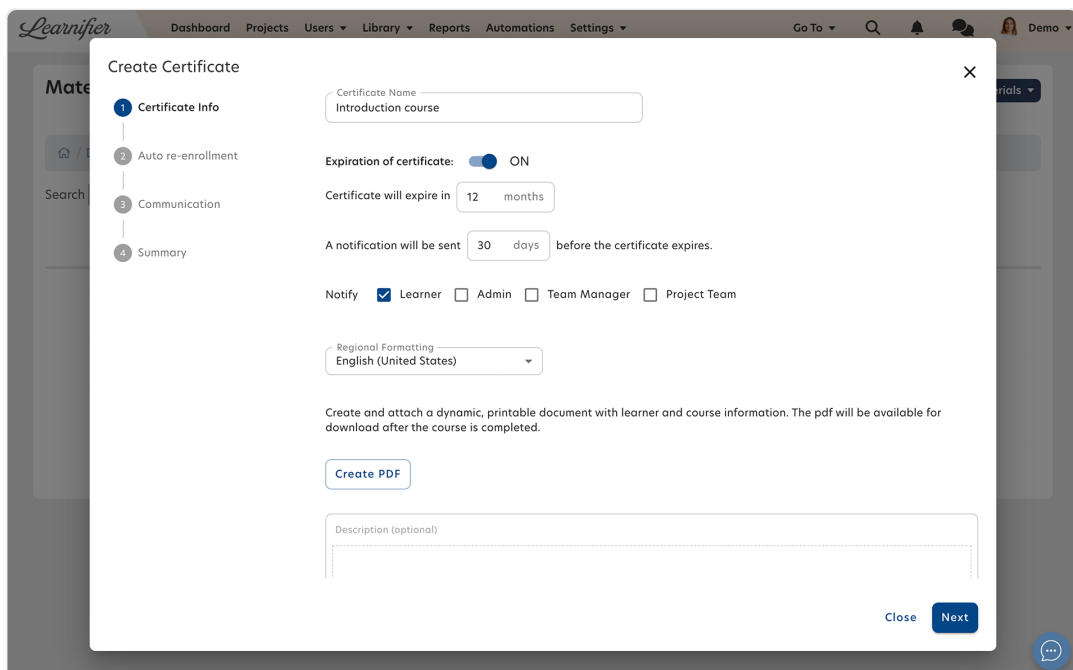 Learnifier
Dashboard Projects Users Library Reports Automations Settings Go To Demo
Create Certificate
Mate
rials
1 Certificate Info
2 Auto re-enrollment
3 Communication
4 Summary
Search
Certificate Name
Introduction course
Expiration of certificate: ON
Certificate will expire in 12 months
A notification will be sent 30 days before the certificate expires.
Notify Learner Admin Team Manager Project Team
Regional Formatting
English (United States)
Create and attach a dynamic, printable document with learner and course information. The pdf will be available for
download after the course is completed.
Create PDF
Description (optional)
Close Next